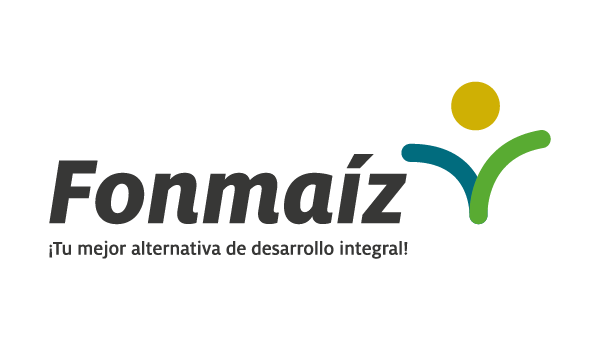 Fonmaíz
¡Tu mejor alternativa de desarrollo integral!